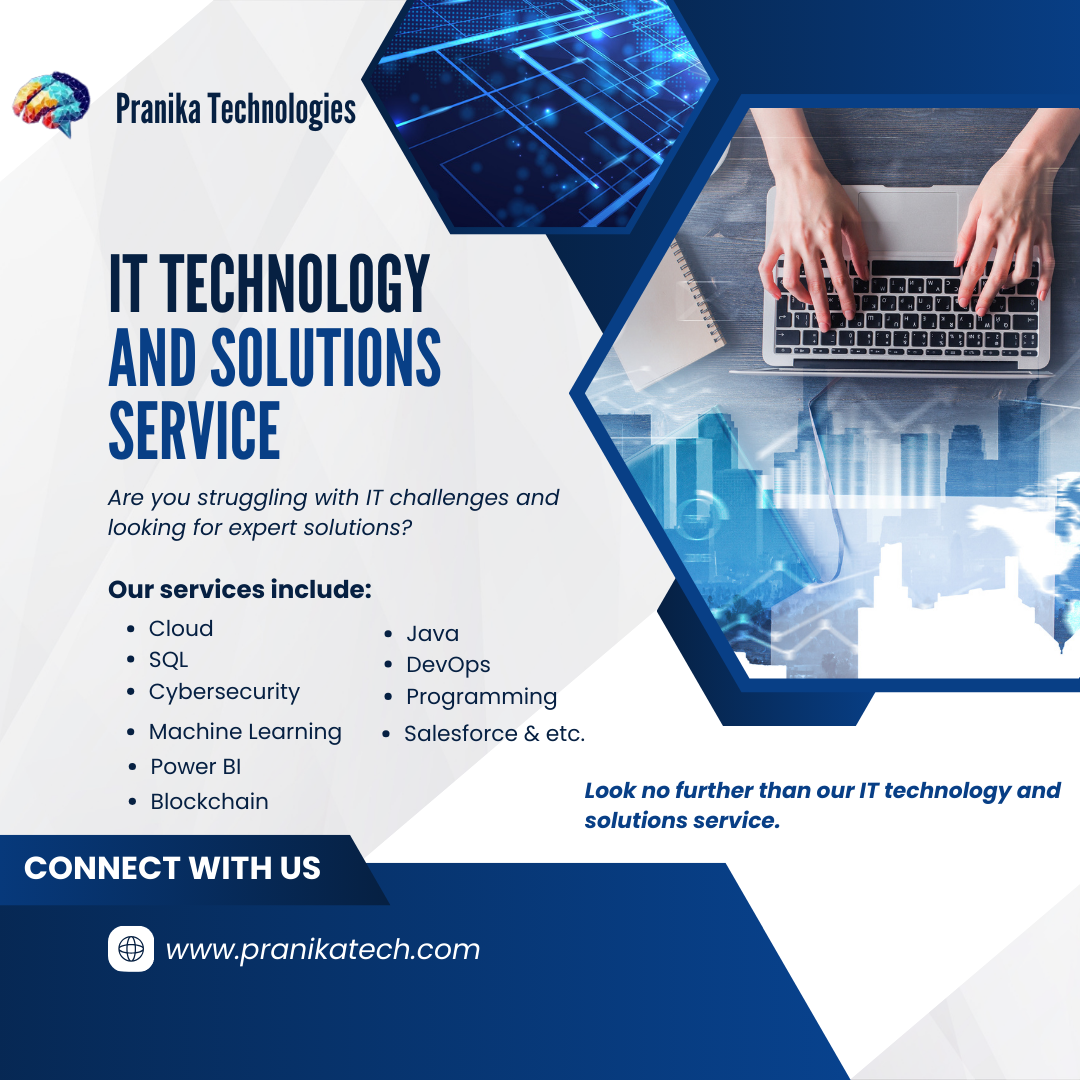 Pranika Technologies
IT TECHNOLOGY
AND SOLUTIONS
SERVICE
Are you struggling with IT challenges and
looking for expert solutions?
Our services include:
• Cloud
• SQL
• Cybersecurity
• Machine Learning
• Power BI
• Blockchain
• Java
• DevOps
• Programming
• Salesforce & etc.
Look no further than our IT technology and
solutions service.
CONNECT WITH US
www.pranikatech.com